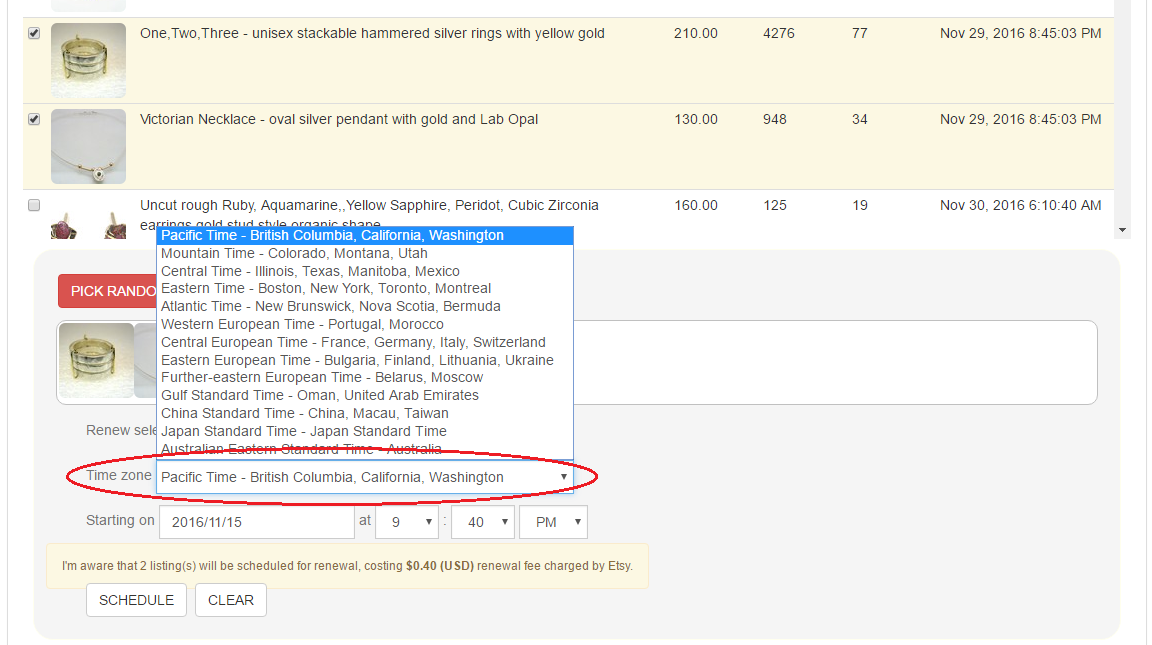 One,Two,Three - unisex stackable hammered silver rings with yellow gold 210.00 4276 77 Nov 29, 2016 8:45:03 PM
Victorian Necklace - oval silver pendant with gold and Lab Opal 130.00 948 34 Nov 29, 2016 8:45:03 PM
Uncut rough Ruby, Aquamarine,,Yellow Sapphire, Peridot, Cubic Zirconia 160.00 125 19 Nov 30, 2016 6:10:40 AM
earrings gold stud style organic shape
Pacific Time - British Columbia, California, Washington
Mountain Time - Colorado, Montana, Utah
Central Time - Illinois, Texas, Manitoba, Mexico
Eastern Time - Boston, New York, Toronto, Montreal
PICK RANDO
Atlantic Time - New Brunswick, Nova Scotia, Bermuda
Western European Time - Portugal, Morocco
Central European Time - France, Germany, Italy, Switzerland
Eastern European Time - Bulgaria, Finland, Lithuania, Ukraine
Further-eastern European Time - Belarus, Moscow
Gulf Standard Time - Oman, United Arab Emirates
China Standard Time - China, Macau, Taiwan
Renew sele
Japan Standard Time - Japan Standard Time
Australian Eastern Standard Time - Australia
Time zone Pacific Time - British Columbia, California, Washington
Starting on 2016/11/15 at 9 : 40 PM
I'm aware that 2 listing(s) will be scheduled for renewal, costing $0.40 (USD) renewal fee charged by Etsy.
SCHEDULE CLEAR